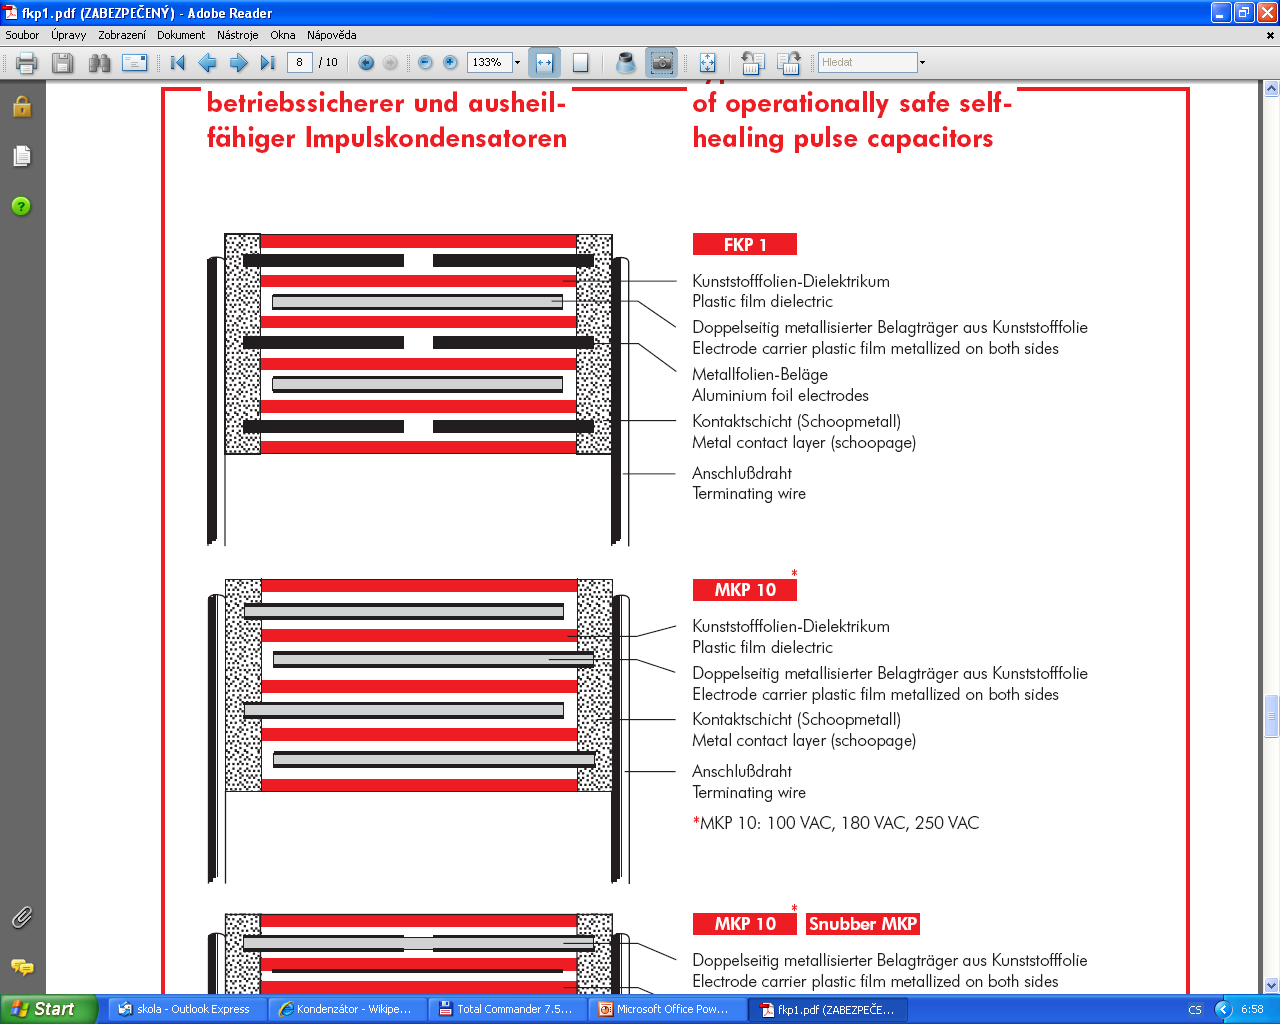 fkp1.pdf (ZABEZPEČENÝ) - Adobe Reader
Soubor Úpravy Zobrazení Dokument Nástroje Okna Nápověda
8 / 10 133% Hledat
betriebssicherer und ausheil-
fähiger Impulskondensatoren
of operationally safe self-
healing pulse capacitors
FKP 1
Kunststofffolien-Dielektrikum
Plastic film dielectric
Doppelseitig metallisierter Belagträger aus Kunststofffolie
Electrode carrier plastic film metallized on both sides
Metallfolien-Beläge
Aluminium foil electrodes
Kontaktschicht (Schoopmetall)
Metal contact layer (schoopage)
Anschlußdraht
Terminating wire
MKP 10 *
Kunststofffolien-Dielektrikum
Plastic film dielectric
Doppelseitig metallisierter Belagträger aus Kunststofffolie
Electrode carrier plastic film metallized on both sides
Kontaktschicht (Schoopmetall)
Metal contact layer (schoopage)
Anschlußdraht
Terminating wire
*MKP 10: 100 VAC, 180 VAC, 250 VAC
MKP 10 * Snubber MKP
Doppelseitig metallisierter Belagträger aus Kunststofffolie
Electrode carrier plastic film metallized on both sides
Start skola - Outlook Express Kondenzátor - Wikipe... Total Commander 7.5... Microsoft Office Pow... fkp1.pdf (ZABEZPEČE... CS 6:58